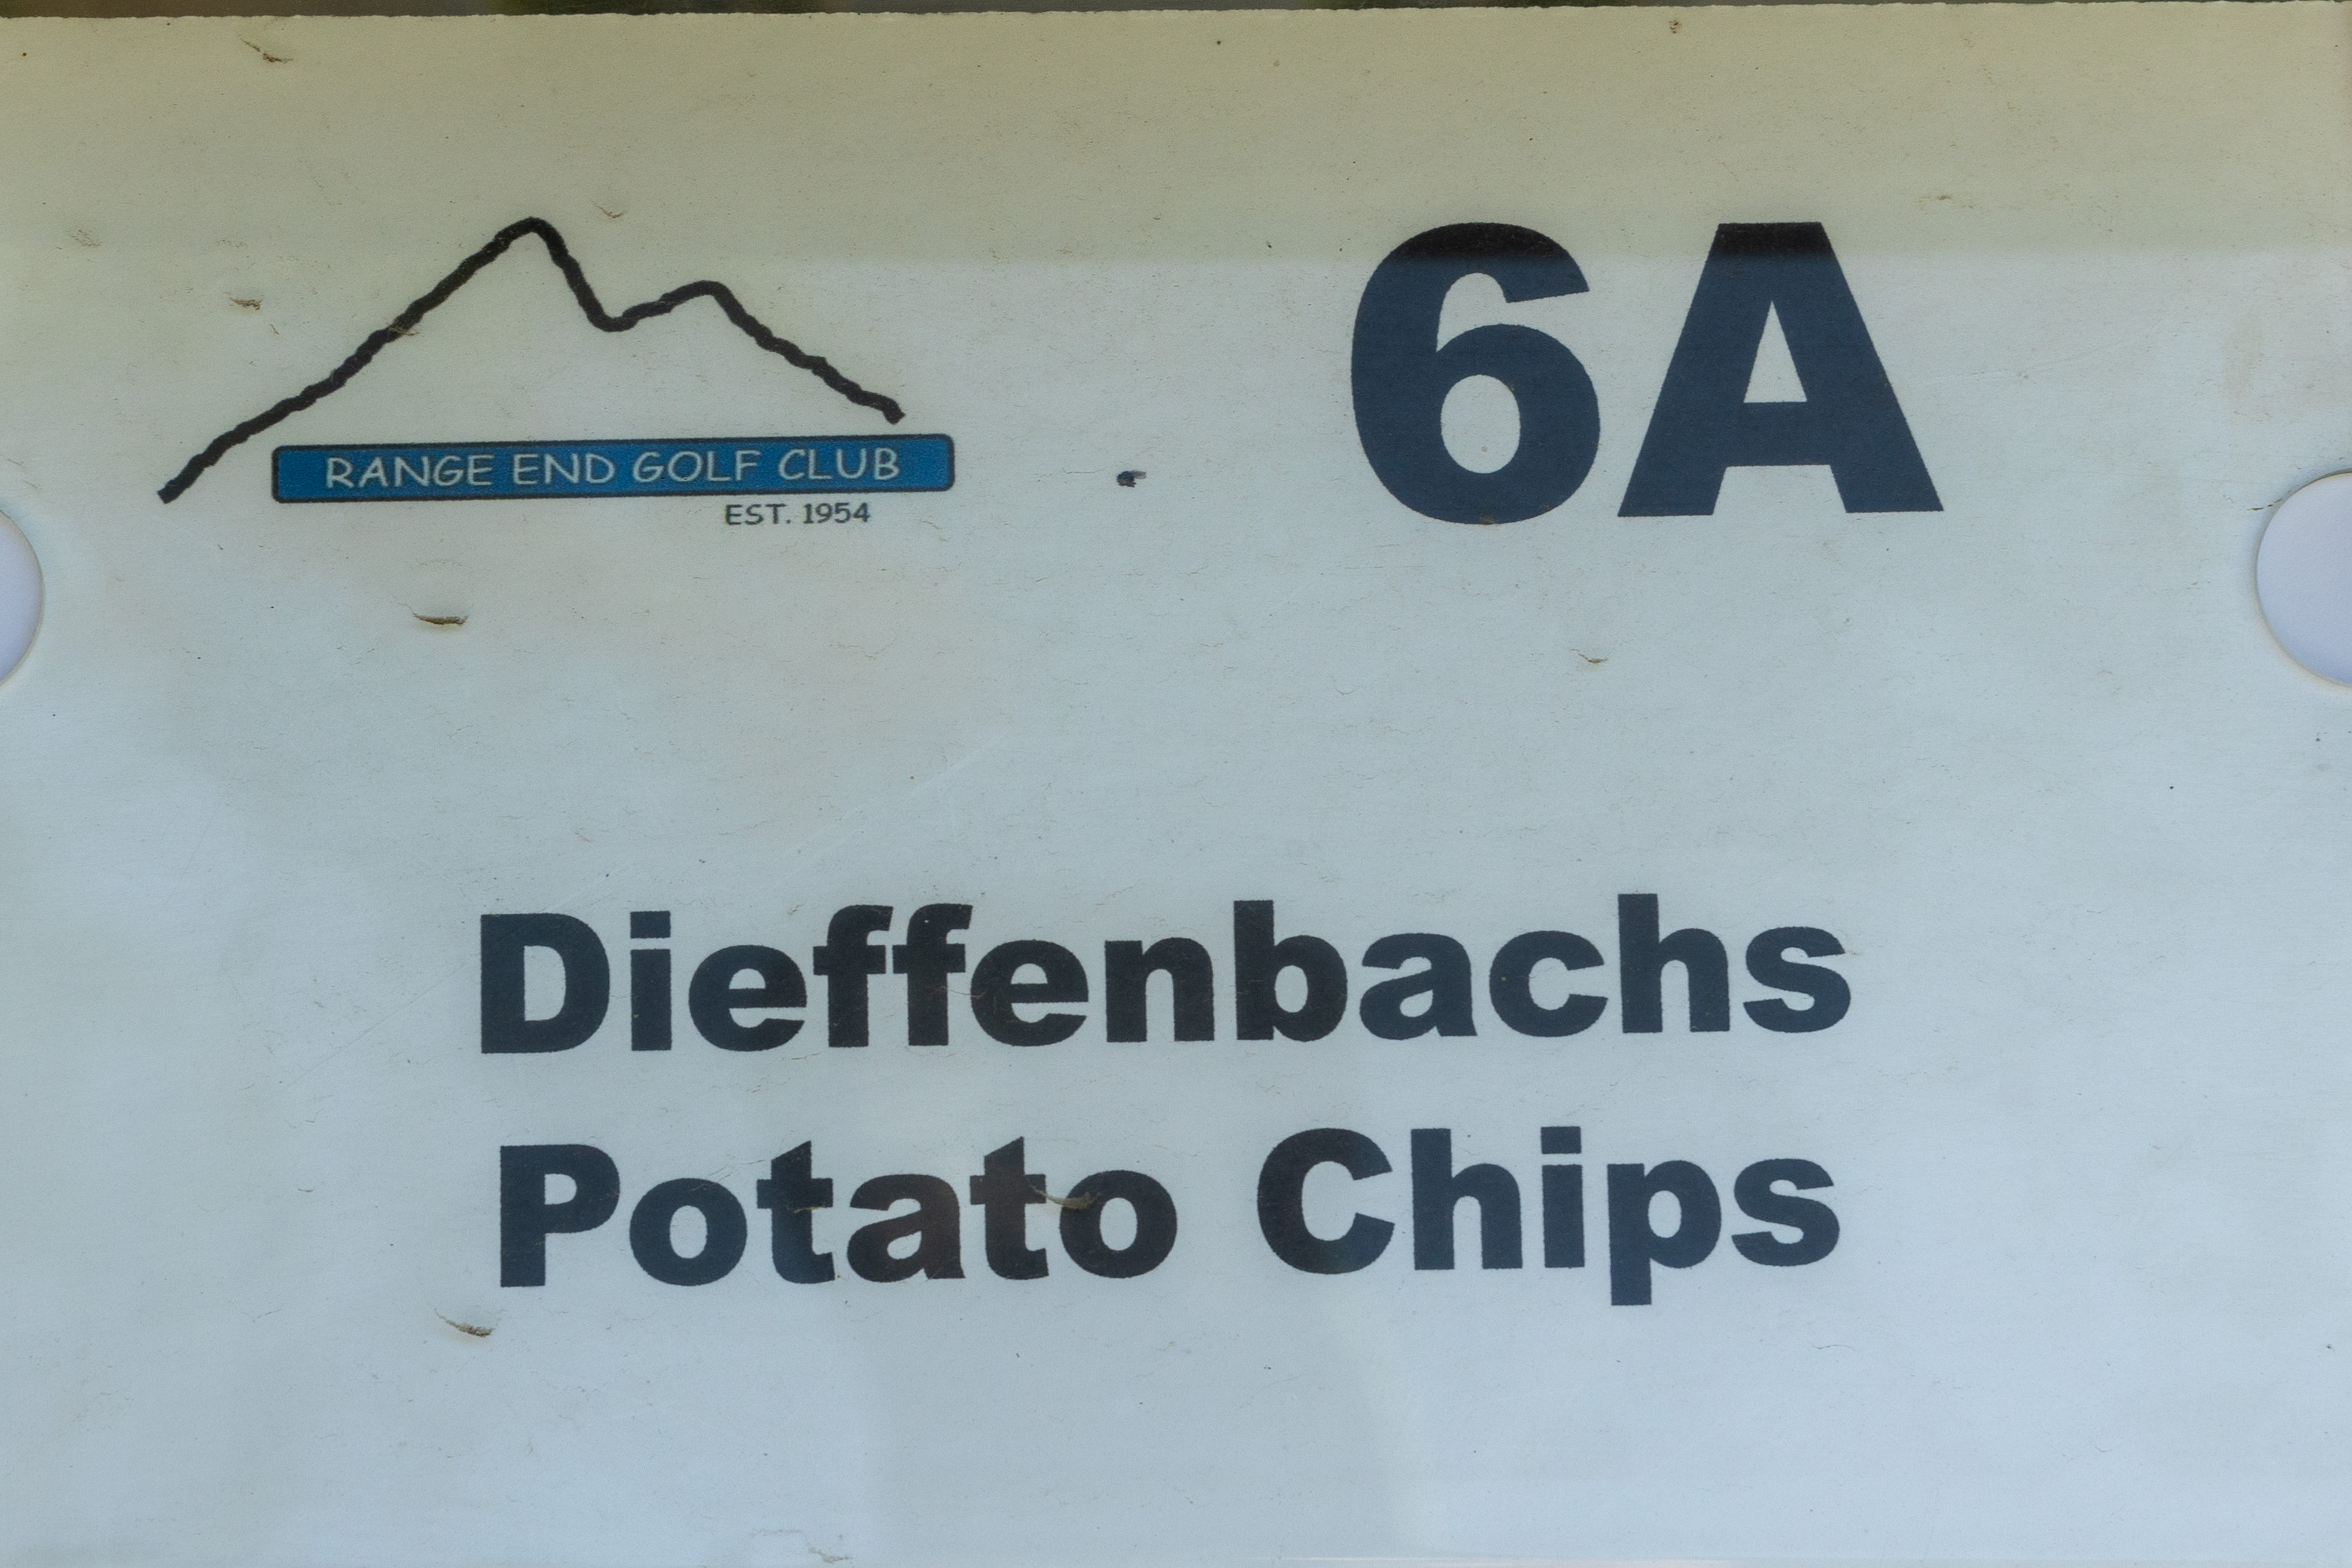 RANGE END GOLF CLUB
EST. 1954
6A
Dieffenbachs
Potato Chips